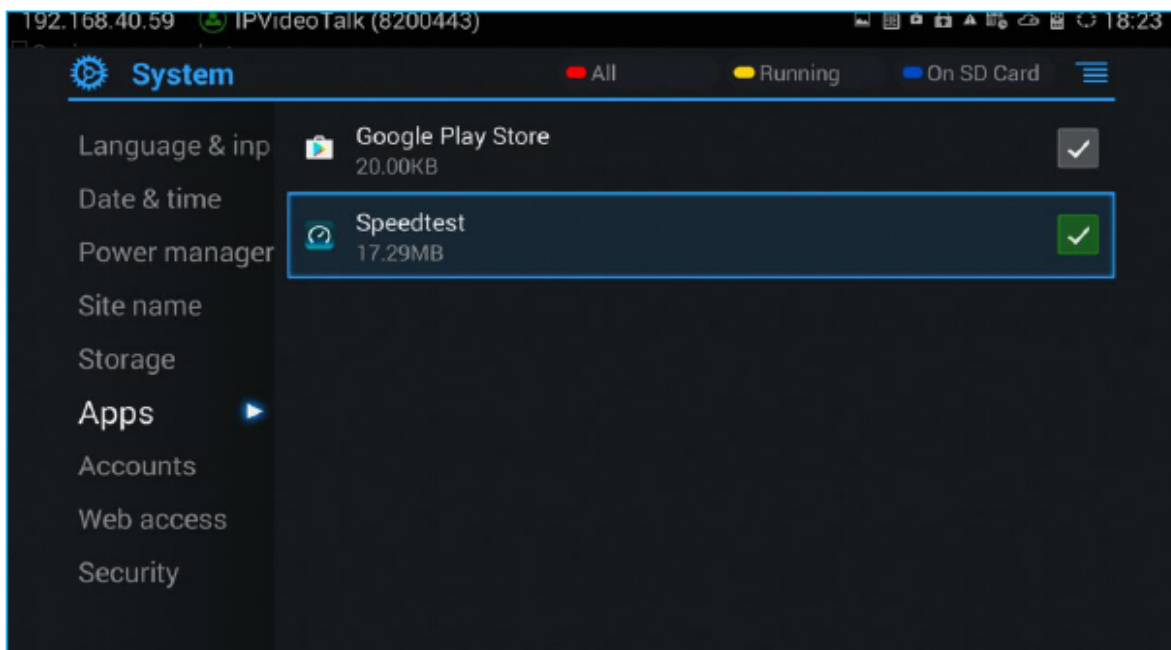 192.168.40.59 IPVideoTalk (8200443) 18:23
System All Running On SD Card
Language & inp
Date & time
Power manager
Site name
Storage
Apps
Accounts
Web access
Security
Google Play Store
20.00KB
Speedtest
17.29MB